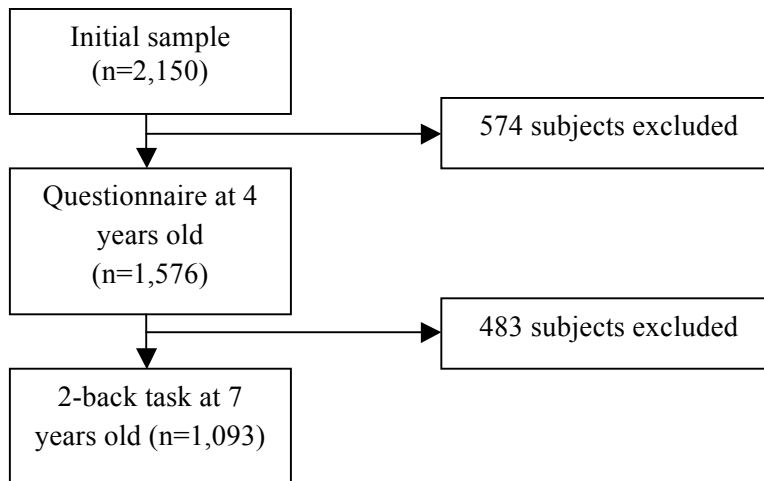 Initial sample
(n=2,150)
574 subjects excluded
Questionnaire at 4
years old
(n=1,576)
483 subjects excluded
2-back task at 7
years old (n=1,093)